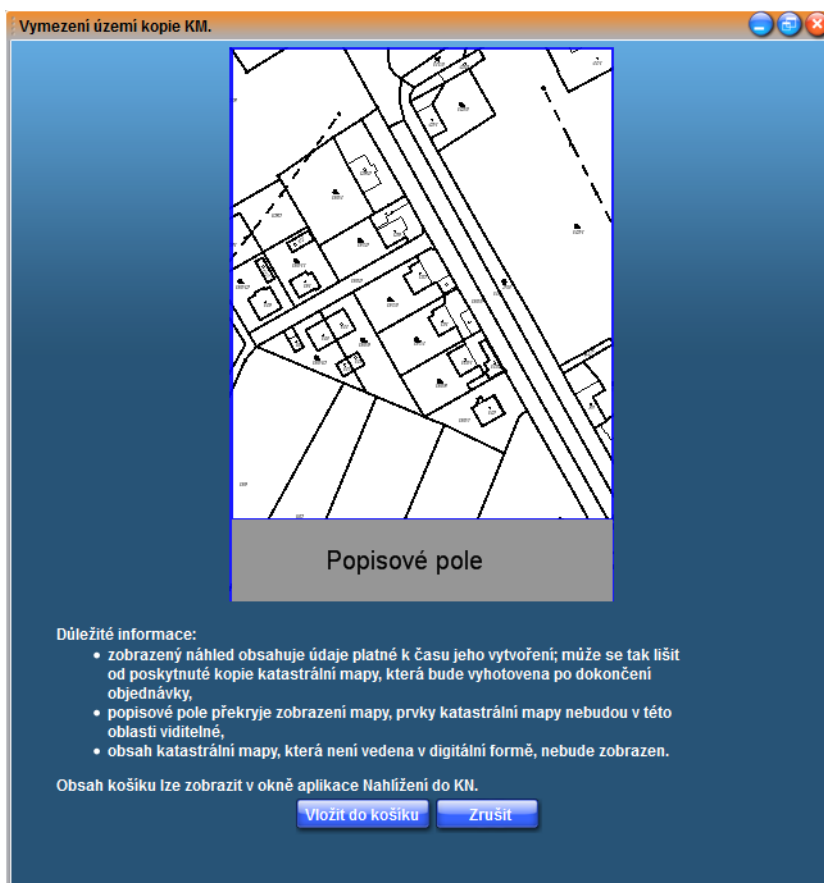 Vymezení území kopie KM.
Popisové pole
Důležité informace:
• zobrazený náhled obsahuje údaje platné k času jeho vytvoření; může se tak lišit
od poskytnuté kopie katastrální mapy, která bude vyhotovena po dokončení
objednávky,
• popisové pole překryje zobrazení mapy, prvky katastrální mapy nebudou v této
oblasti viditelné,
• obsah katastrální mapy, která není vedena v digitální formě, nebude zobrazen.
Obsah košíku lze zobrazit v okně aplikace Nahlížení do KN.
Vložit do košíku Zrušit